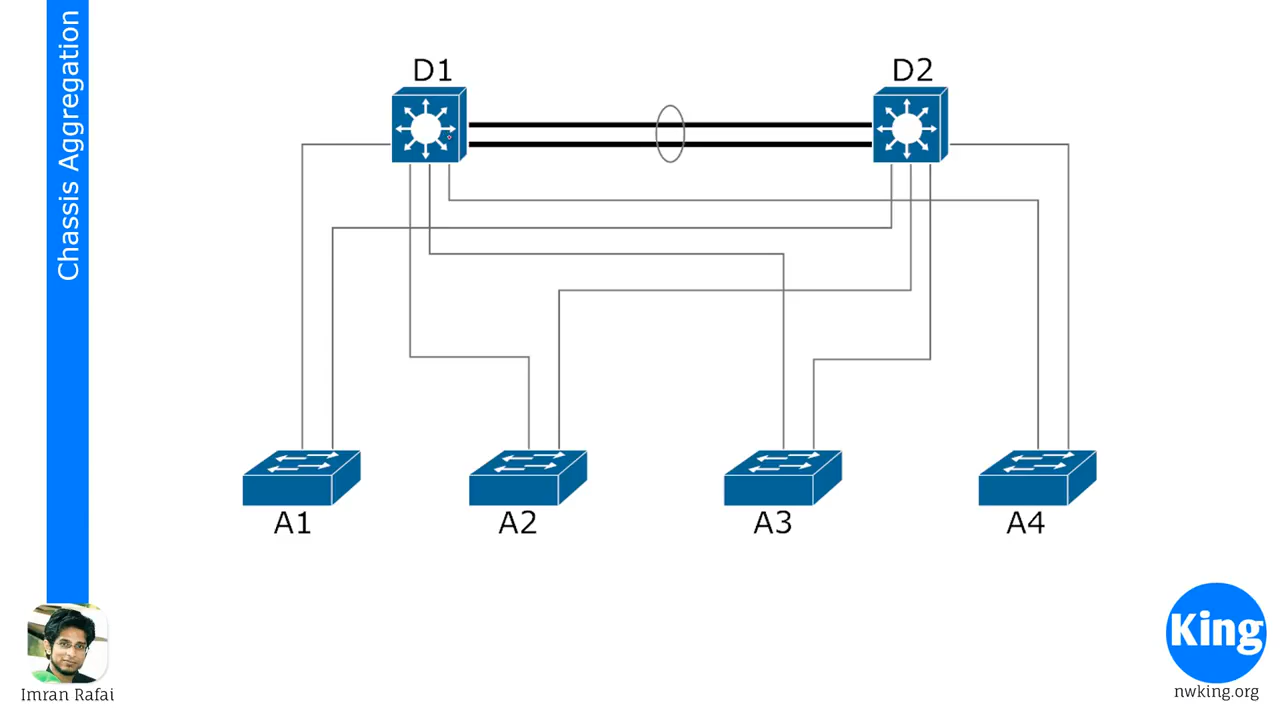 Chassis Aggregation
D1
D2
A1
A2
A3
A4
Imran Rafai
King
nwking.org